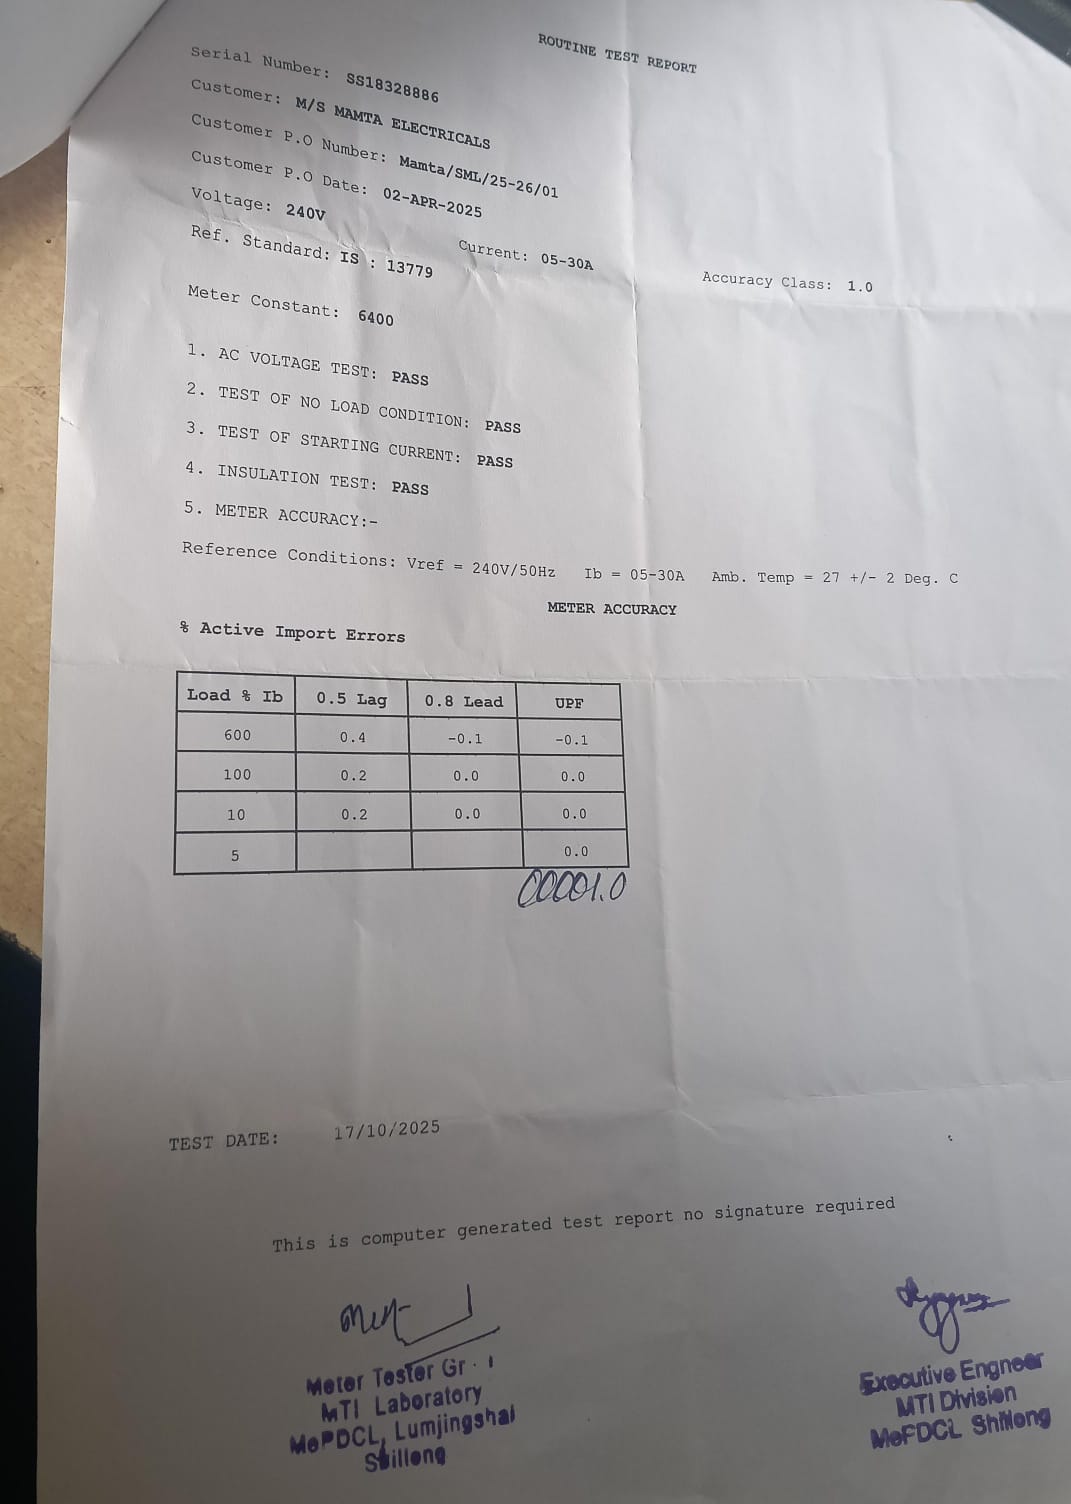 ROUTINE TEST REPORT
Serial Number: SS18328886
Customer: M/S MAMTA ELECTRICALS
Customer P.O Number: Mamta/SML/25-26/01
Customer P.O Date: 02-APR-2025
Voltage: 240V Current: 05-30A Accuracy Class: 1.0
Ref. Standard: IS : 13779
Meter Constant: 6400
1. AC VOLTAGE TEST: PASS
2. TEST OF NO LOAD CONDITION: PASS
3. TEST OF STARTING CURRENT: PASS
4. INSULATION TEST: PASS
5. METER ACCURACY:-
Reference Conditions: Vref = 240V/50Hz Ib = 05-30A Amb. Temp = 27 +/- 2 Deg. C
METER ACCURACY
% Active Import Errors
Load % Ib 0.5 Lag 0.8 Lead UPF
600 0.4 -0.1 -0.1
100 0.2 0.0 0.0
10 0.2 0.0 0.0
5 0.0
00001.0
TEST DATE: 17/10/2025
This is computer generated test report no signature required
Meter Tester Gr - I
MTI Laboratory
MePDCL, Lumjingshai
Shillong
Executive Engneer
MTI Division
MePDCL Shillong